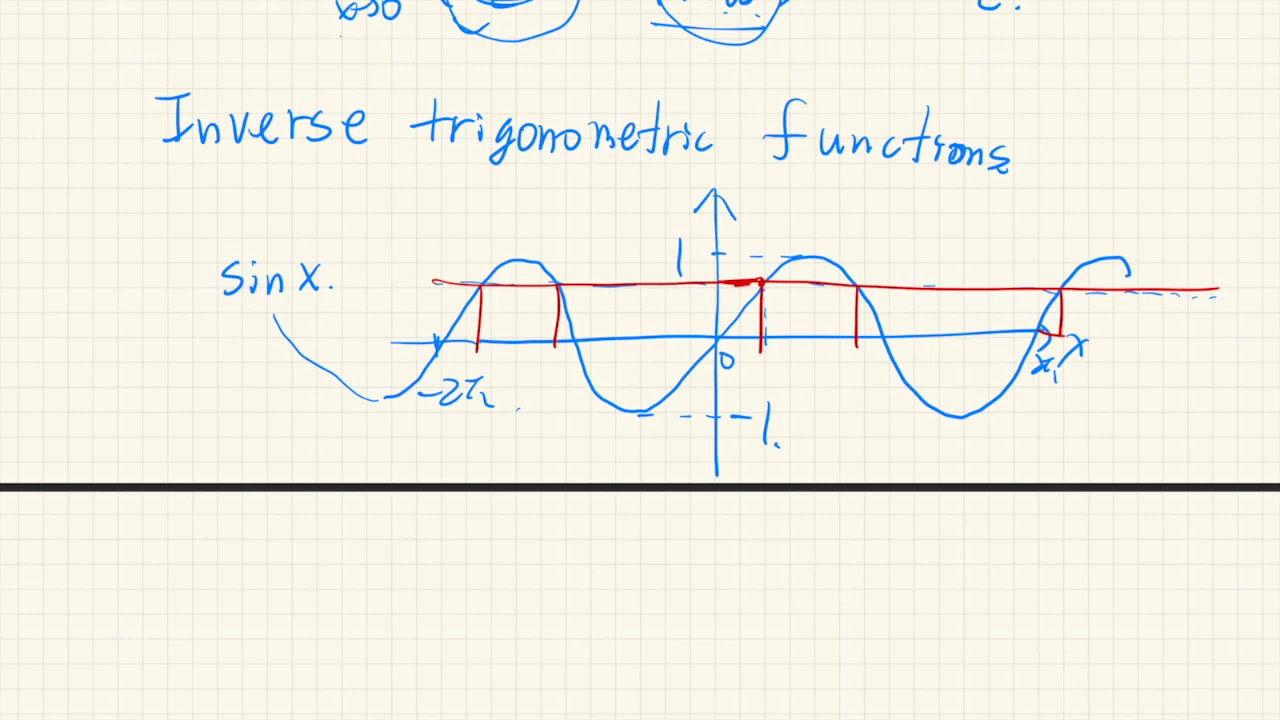 Inverse trigonometric functions
1
sin x.
0
x
x₁
-2π
-1.